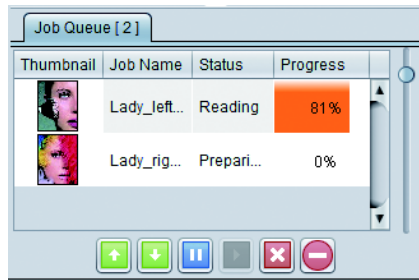 Job Queue [ 2 ]
Thumbnail Job Name Status Progress
Lady_left... Reading 81%
Lady_rig... Prepari... 0%